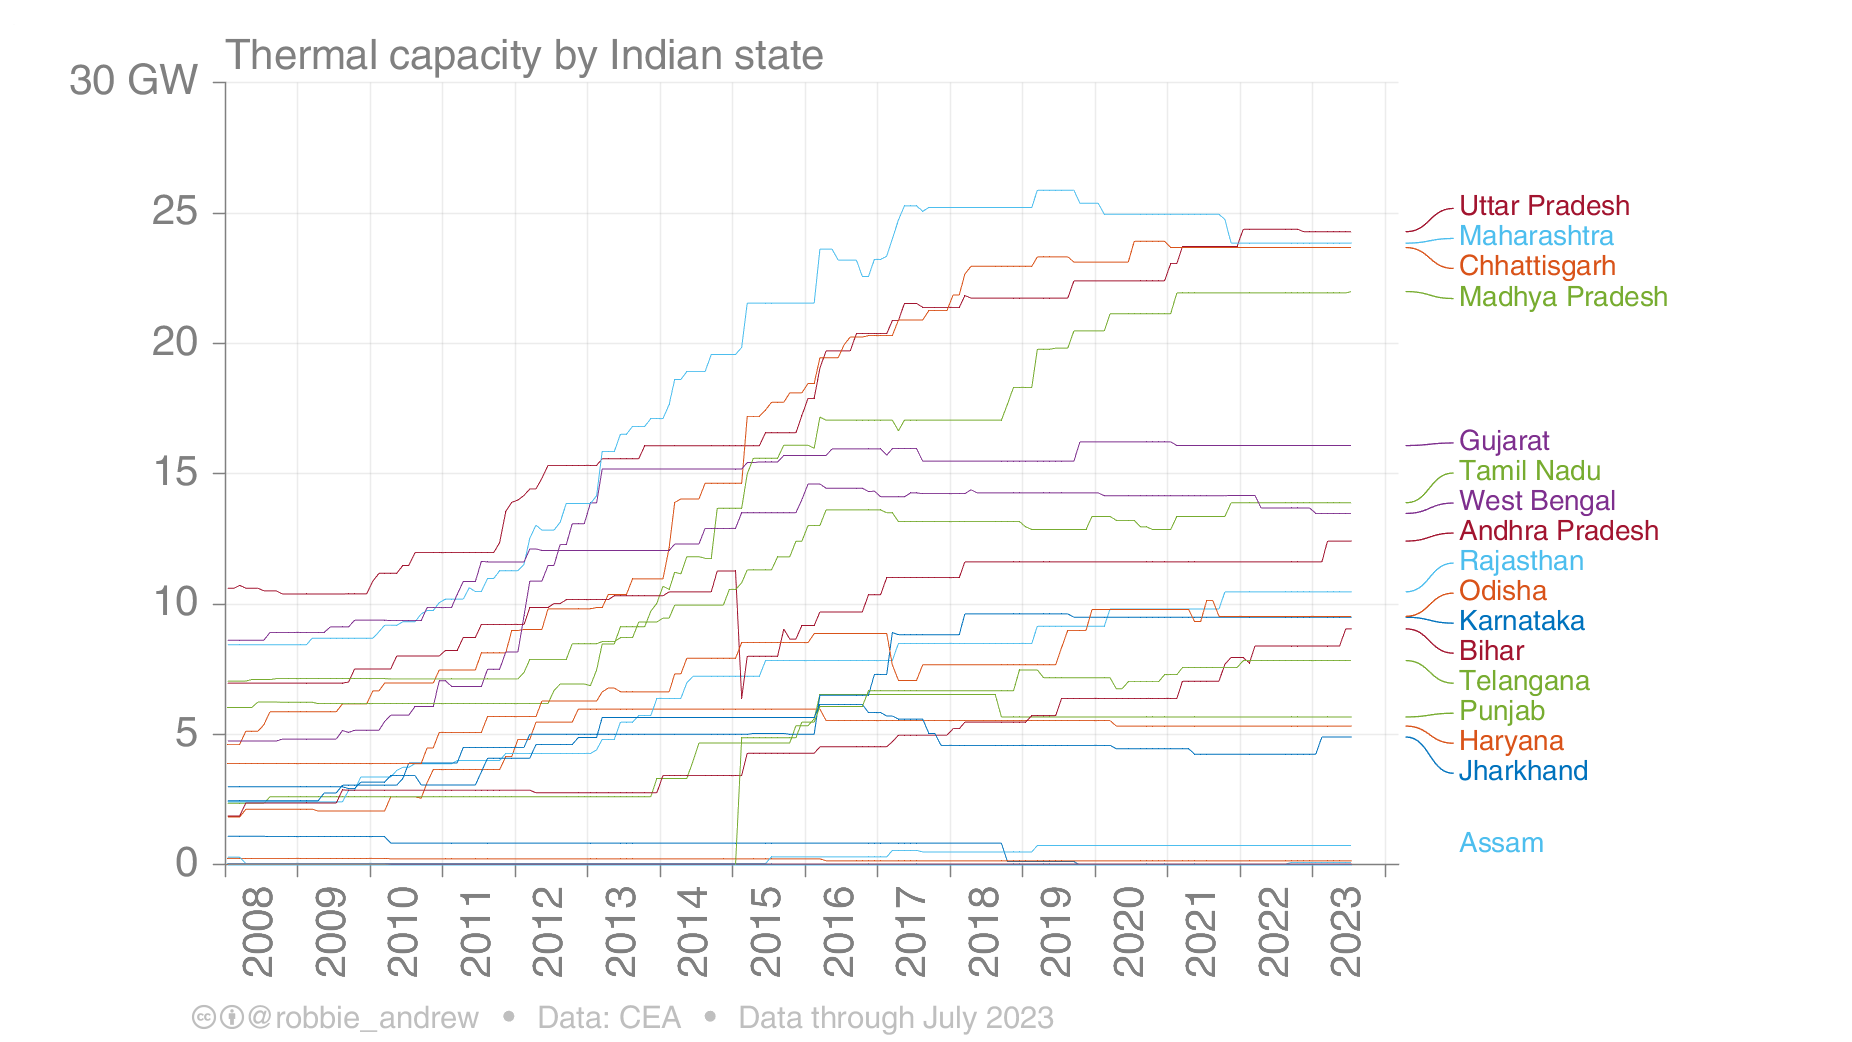 Thermal capacity by Indian state
30 GW
25
20
15
10
5
0
2008
2009
2010
2011
2012
2013
2014
2015
2016
2017
2018
2019
2020
2021
2022
2023
Uttar Pradesh
Maharashtra
Chhattisgarh
Madhya Pradesh
Gujarat
Tamil Nadu
West Bengal
Andhra Pradesh
Rajasthan
Odisha
Karnataka
Bihar
Telangana
Punjab
Haryana
Jharkhand
Assam
@robbie_andrew • Data: CEA • Data through July 2023